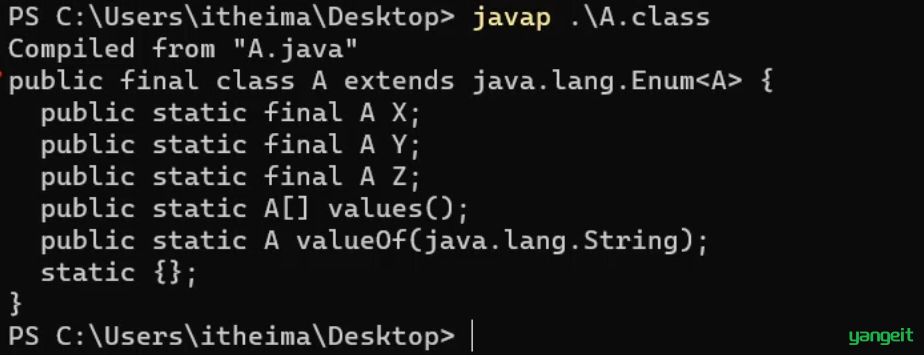 PS C:\Users\itheima\Desktop> javap .\A.class
Compiled from "A.java"
public final class A extends java.lang.Enum<A> {
  public static final A X;
  public static final A Y;
  public static final A Z;
  public static A[] values();
  public static A valueOf(java.lang.String);
  static {};
}
PS C:\Users\itheima\Desktop>
yangeit